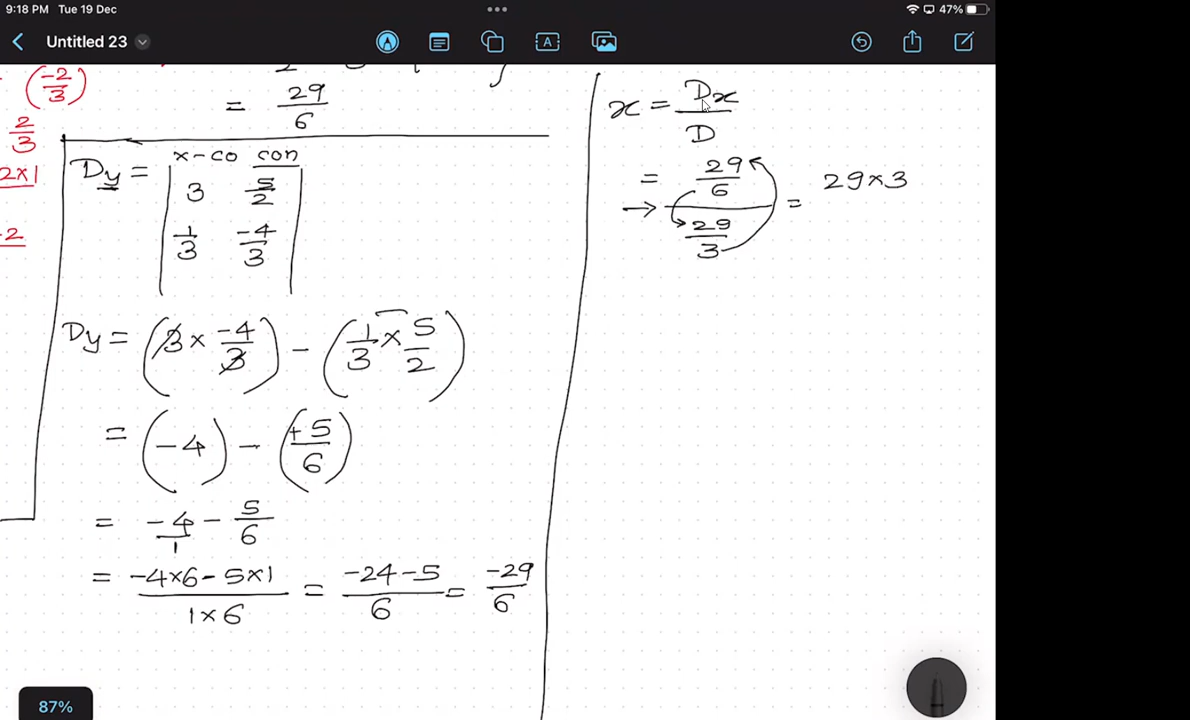 9:18 PM Tue 19 Dec
47%
Untitled 23
(-2/3)
2/3
2×1
-2
= 29/6
Dy = | x-co con |
| 3 5/2 |
| 1/3 -4/3 |
Dy = (3 × -4/3) - (1/3 × 5/2)
= (-4) - (+5/6)
= -4/1 - 5/6
= -4×6-5×1/1×6 = -24-5/6 = -29/6
x = Dx/D
→ = 29/6 / 29/3 = 29×3
87%